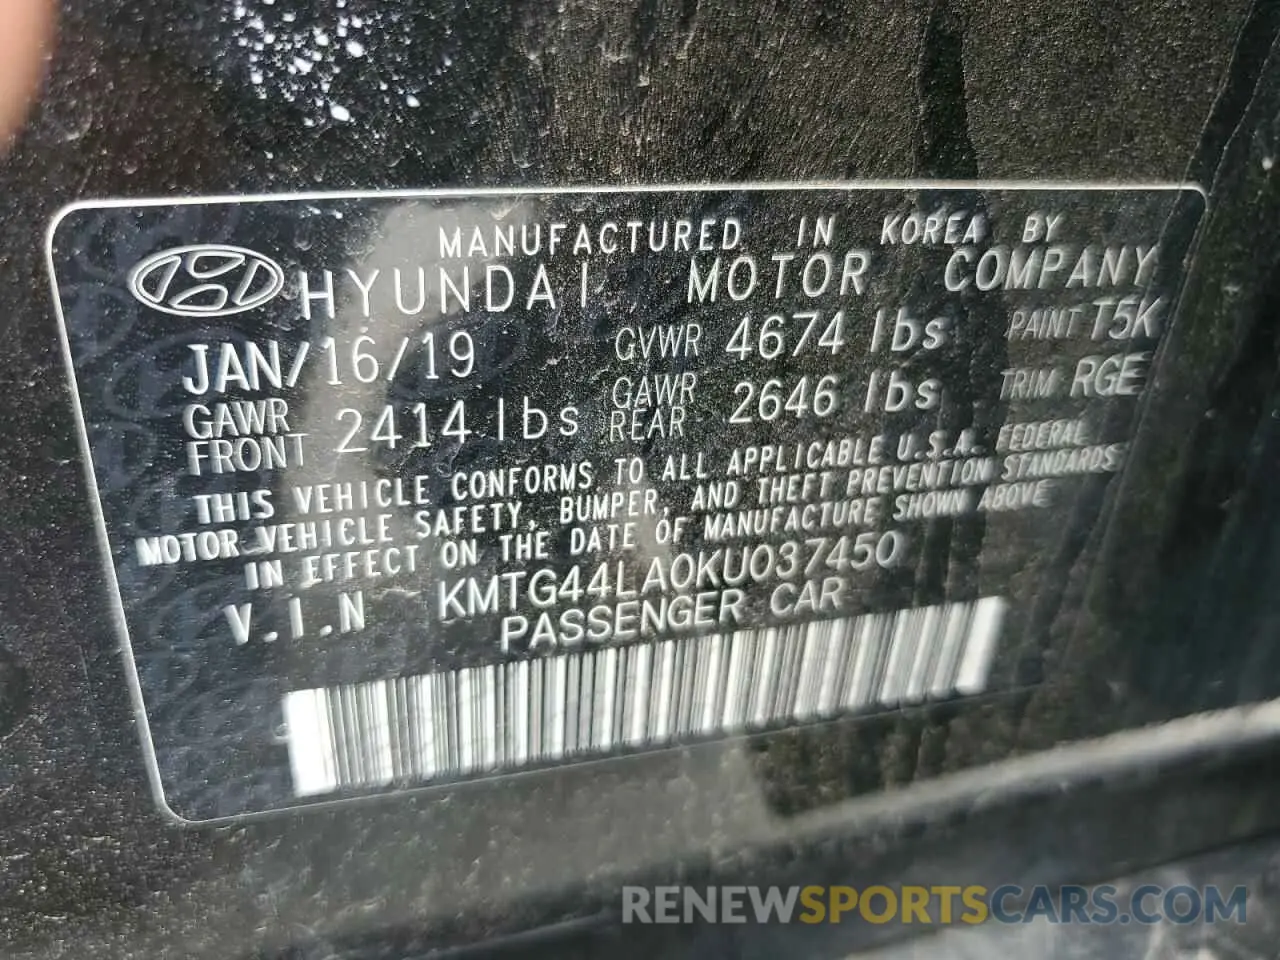 MANUFACTURED IN KOREA BY
HYUNDAI MOTOR COMPANY
JAN/16/19 GVWR 4674 lbs PAINT T5K
GAWR FRONT 2414 lbs GAWR REAR 2646 lbs TRIM RGE
THIS VEHICLE CONFORMS TO ALL APPLICABLE U.S.A. FEDERAL
MOTOR VEHICLE SAFETY, BUMPER, AND THEFT PREVENTION STANDARDS
IN EFFECT ON THE DATE OF MANUFACTURE SHOWN ABOVE
V.I.N KMTG44LA0KU037450
PASSENGER CAR
RENEWSPORTSCARS.COM